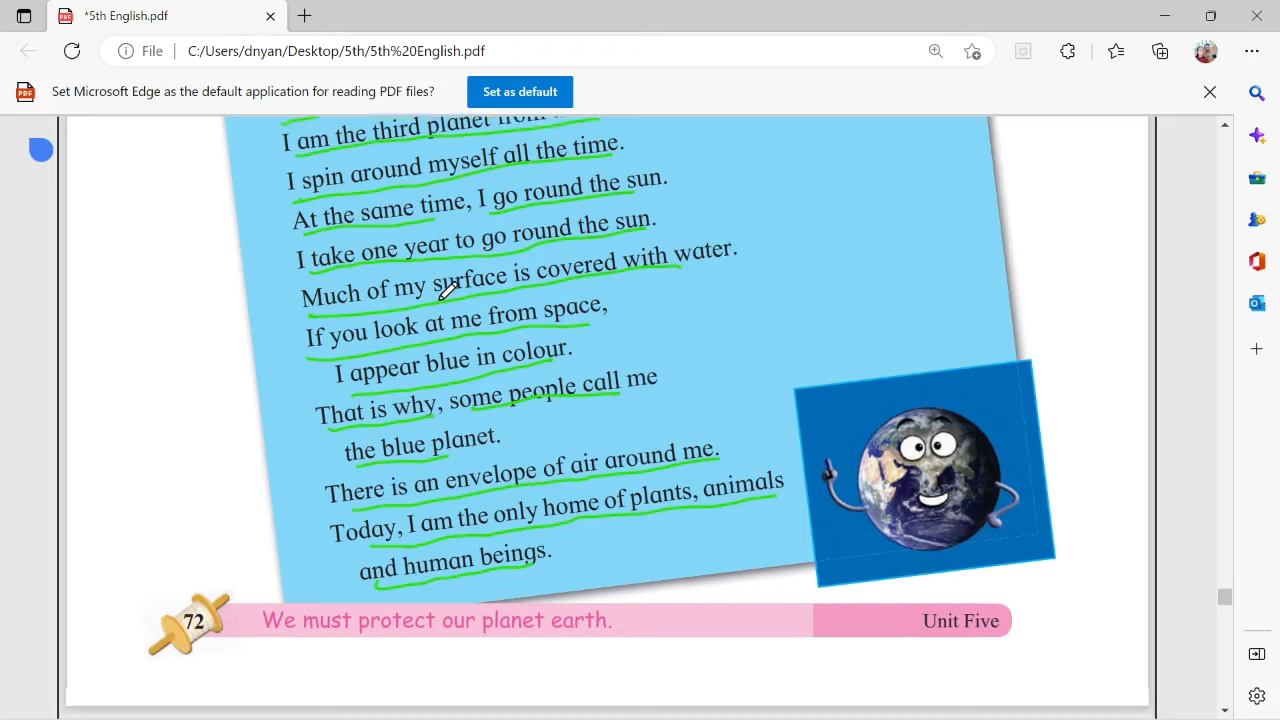 *5th English.pdf
File | C:/Users/dnyan/Desktop/5th/5th%20English.pdf
Set Microsoft Edge as the default application for reading PDF files?
Set as default
I am the third planet from
I spin around myself all the time.
At the same time, I go round the sun.
I take one year to go round the sun.
Much of my surface is covered with water.
If you look at me from space,
I appear blue in colour.
That is why, some people call me
the blue planet.
There is an envelope of air around me.
Today, I am the only home of plants, animals
and human beings.
72
We must protect our planet earth.
Unit Five